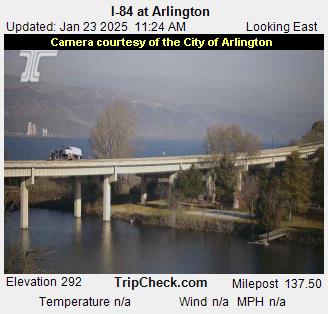 I-84 at Arlington
Updated: Jan 23 2025 11:24 AM Looking East
Camera courtesy of the City of Arlington
Elevation 292 TripCheck.com Milepost 137.50
Temperature n/a Wind n/a MPH n/a